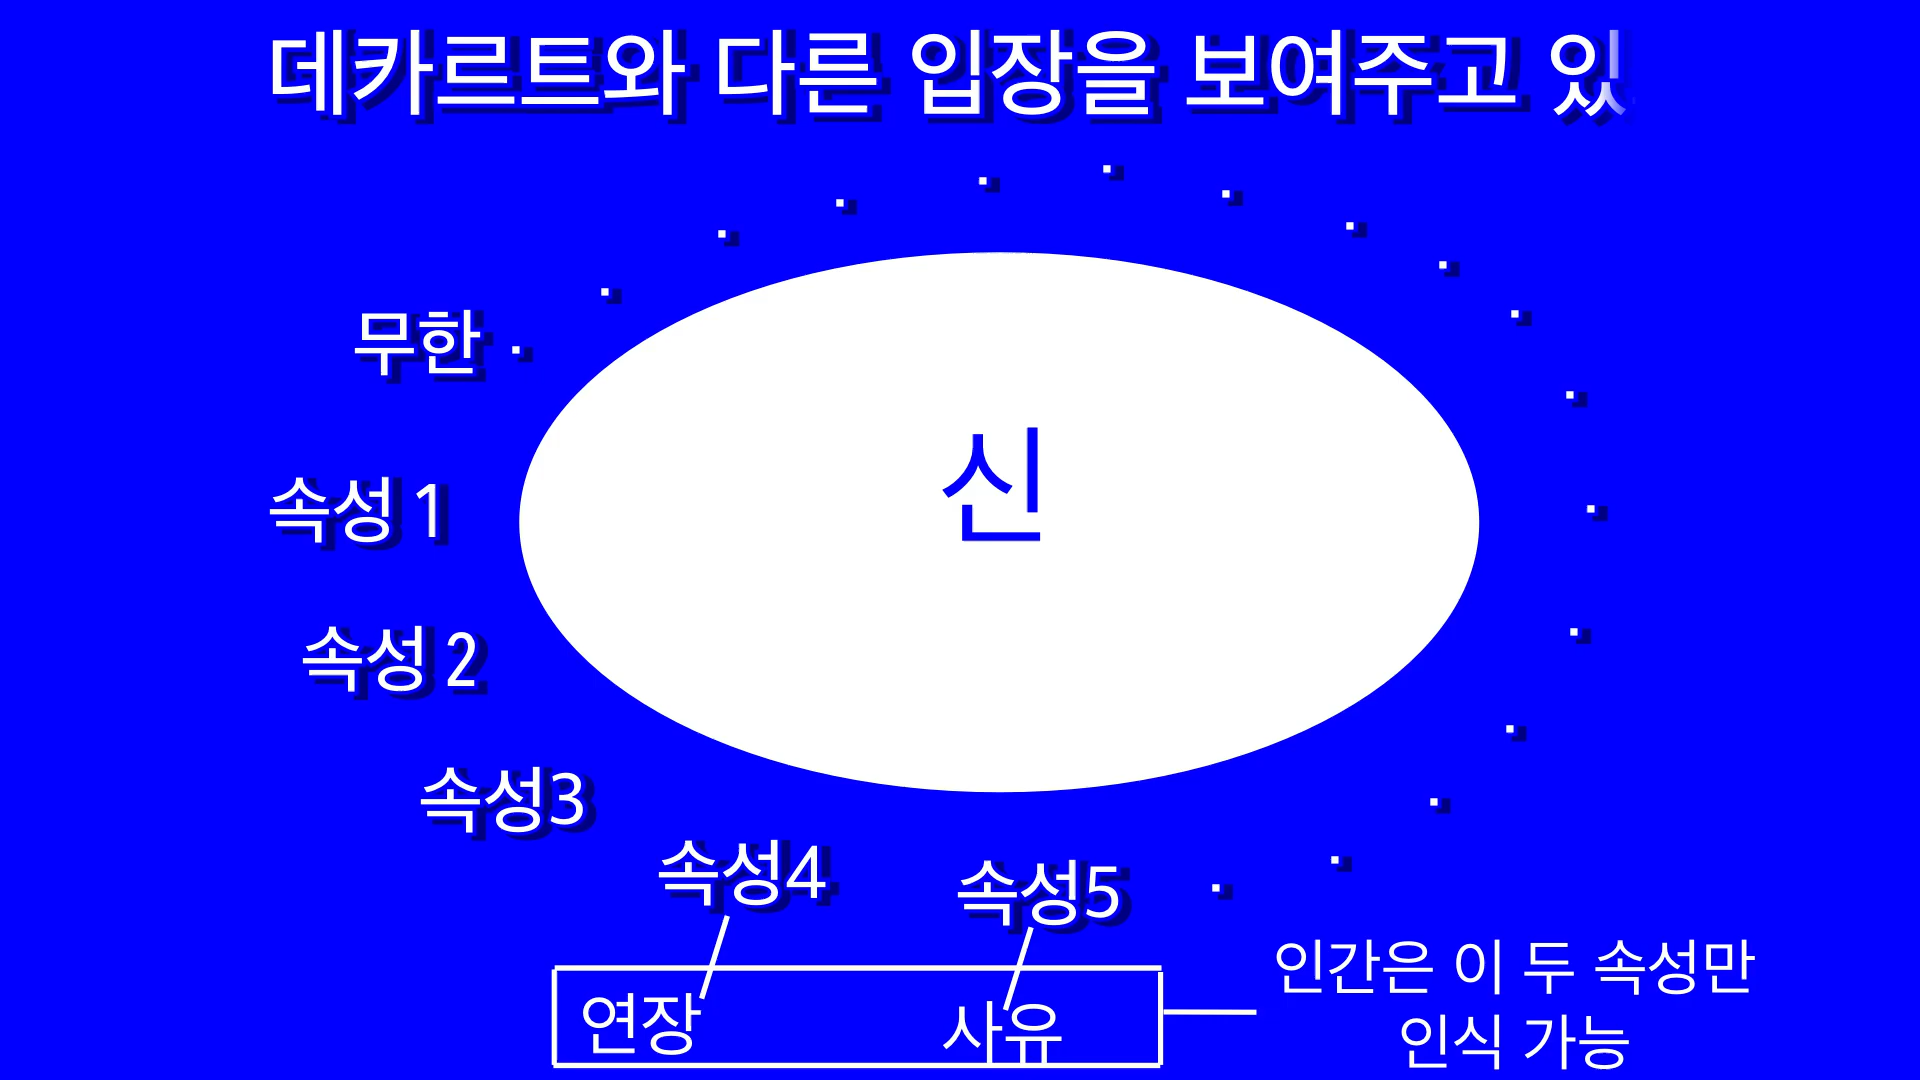 데카르트와 다른 입장을 보여주고 있
무한
신
속성 1
속성 2
속성3
속성4
속성5
연장
사유
인간은 이 두 속성만
인식 가능